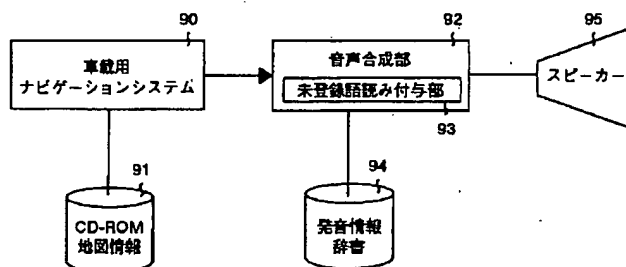 90
車載用
ナビゲーションシステム
92
音声合成部
未登録語読み付与部
93
95
スピーカー
91
CD-ROM
地図情報
94
発音情報
辞書